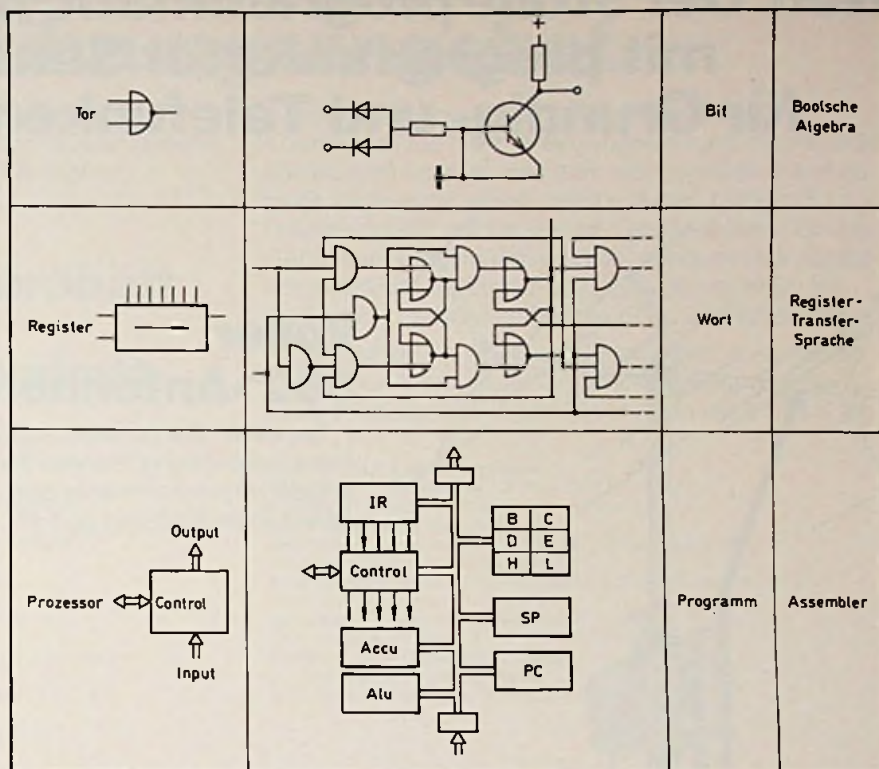 Tor
+
Bit
Boolsche
Algebra
Register
Wort
Register-
Transfer-
Sprache
Prozessor
Output
Control
Input
IR
Control
Accu
Alu
B C
D E
H L
SP
PC
Programm
Assembler